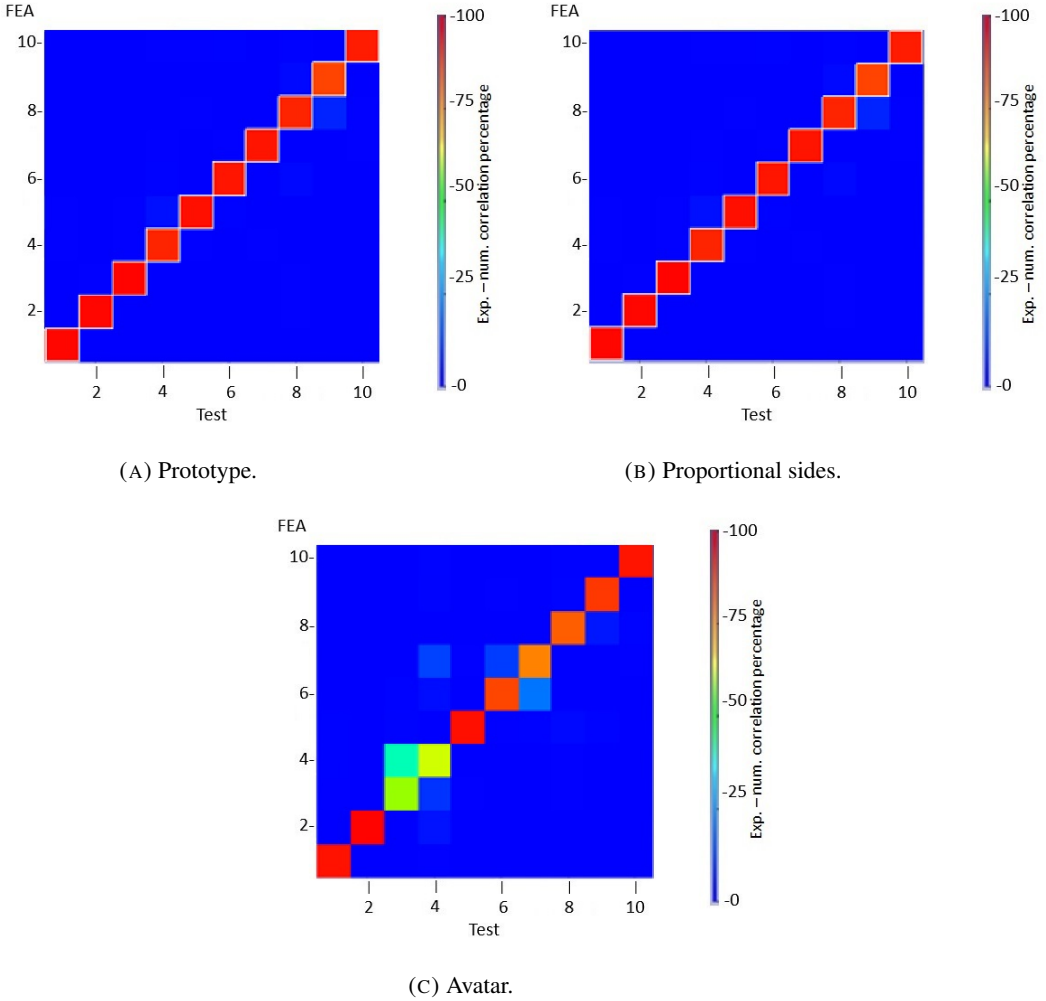 FEA
10-
8-
6-
4-
2-
2 4 6 8 10
Test
-100
-75
-50
-25
-0
Exp. – num. correlation percentage
(A) Prototype.
FEA
10-
8-
6-
4-
2-
2 4 6 8 10
Test
-100
-75
-50
-25
-0
Exp. – num. correlation percentage
(B) Proportional sides.
FEA
10-
8-
6-
4-
2-
2 4 6 8 10
Test
-100
-75
-50
-25
-0
Exp. – num. correlation percentage
(C) Avatar.